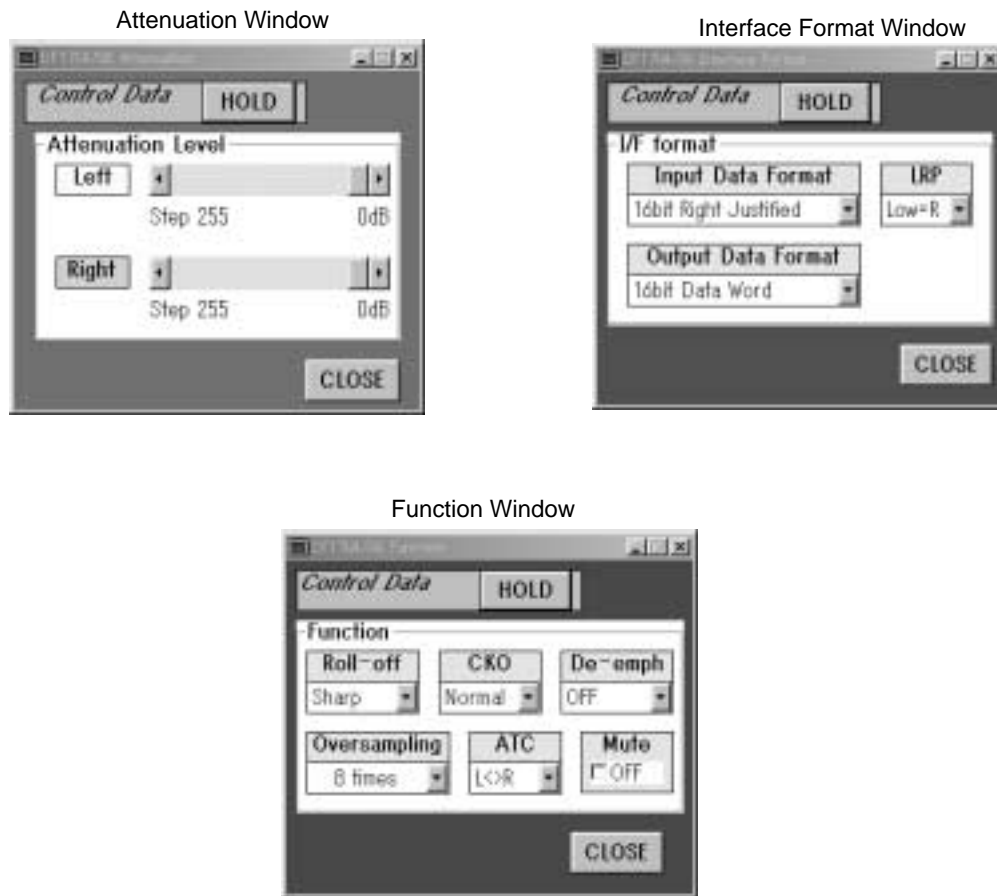 Attenuation Window
Control Data HOLD
Attenuation Level
Left
Step 255 0dB
Right
Step 255 0dB
CLOSE
Interface Format Window
Control Data HOLD
I/F format
Input Data Format LRP
16bit Right Justified Low=R
Output Data Format
16bit Data Word
CLOSE
Function Window
Control Data HOLD
Function
Roll-off CKO De-emph
Sharp Normal OFF
Oversampling ATC Mute
8 times L<>R OFF
CLOSE